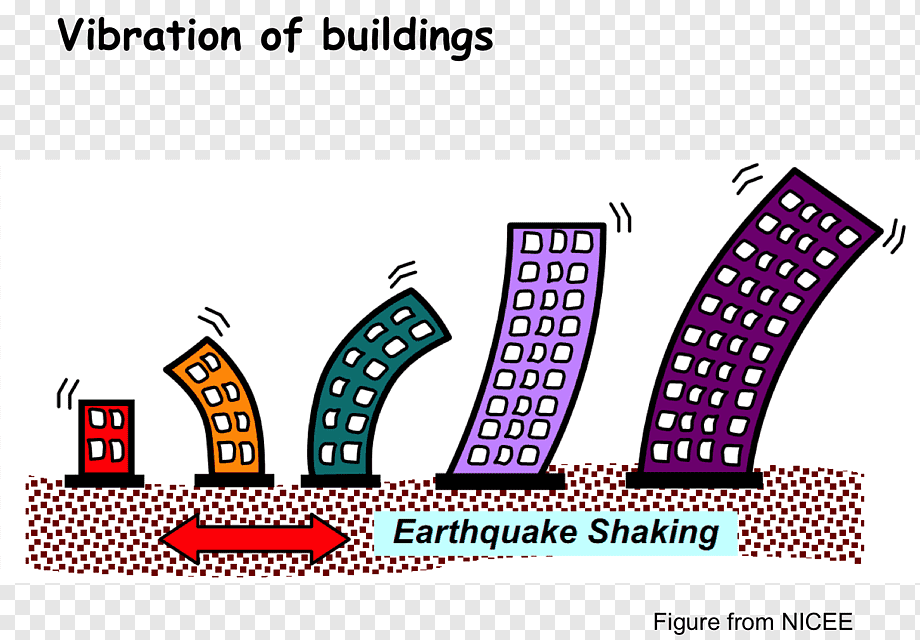 Vibration of buildings
Earthquake Shaking
Figure from NICEE